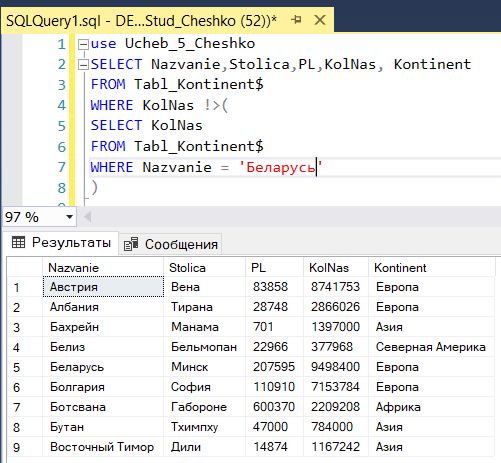 SQLQuery1.sql - DE...Stud_Cheshko (52))*
1 use Ucheb_5_Cheshko
2 SELECT Nazvanie,Stolica,PL,KolNas, Kontinent
3 FROM Tabl_Kontinent$
4 WHERE KolNas !>(
5 SELECT KolNas
6 FROM Tabl_Kontinent$
7 WHERE Nazvanie = 'Беларусь'
8 )
97 %
Результаты Сообщения
Nazvanie Stolica PL KolNas Kontinent
1 Австрия Вена 83858 8741753 Европа
2 Албания Тирана 28748 2866026 Европа
3 Бахрейн Манама 701 1397000 Азия
4 Белиз Бельмопан 22966 377968 Северная Америка
5 Беларусь Минск 207595 9498400 Европа
6 Болгария София 110910 7153784 Европа
7 Ботсвана Габороне 600370 2209208 Африка
8 Бутан Тхимпху 47000 784000 Азия
9 Восточный Тимор Дили 14874 1167242 Азия